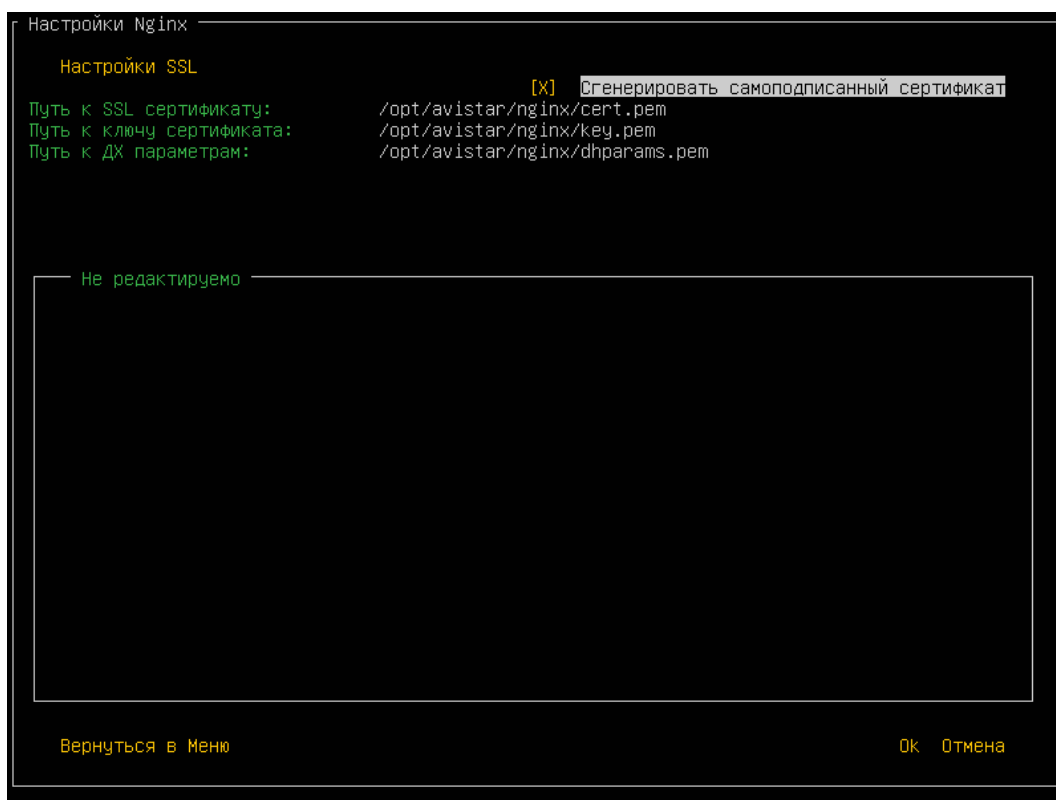 Настройки Nginx
Настройки SSL
[X] Сгенерировать самоподписанный сертификат
Путь к SSL сертификату: /opt/avistar/nginx/cert.pem
Путь к ключу сертификата: /opt/avistar/nginx/key.pem
Путь к ДХ параметрам: /opt/avistar/nginx/dhparams.pem
Не редактируемо
Вернуться в Меню Ok Отмена